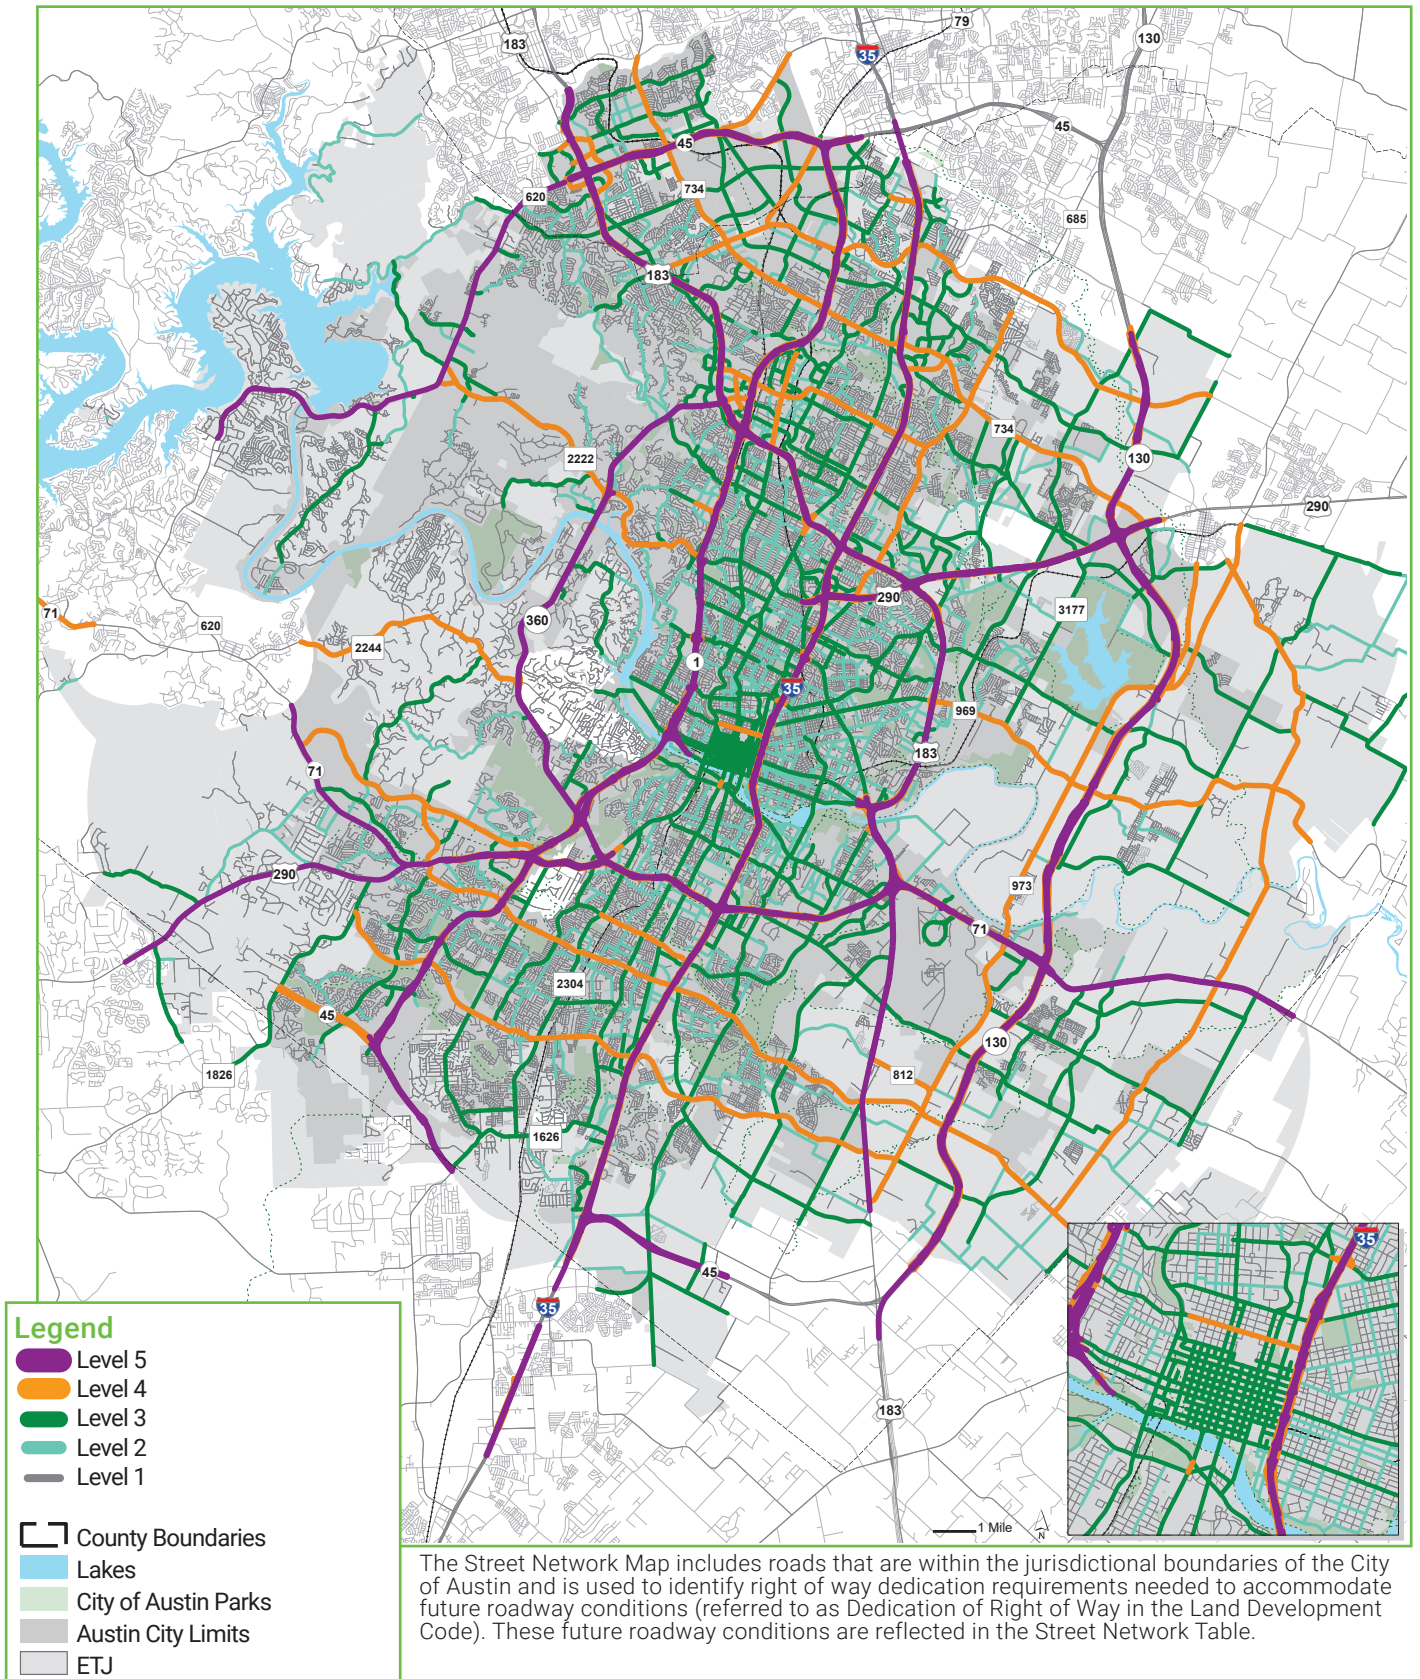 79
183
35
130
45
45
734
620
685
183
734
2222
130
290
71
620
2244
360
290
3177
1
35
969
183
71
290
973
71
2304
45
130
1826
812
1626
45
35
183
35
1 Mile
N
Legend
Level 5
Level 4
Level 3
Level 2
Level 1
County Boundaries
Lakes
City of Austin Parks
Austin City Limits
ETJ
The Street Network Map includes roads that are within the jurisdictional boundaries of the City
of Austin and is used to identify right of way dedication requirements needed to accommodate
future roadway conditions (referred to as Dedication of Right of Way in the Land Development
Code). These future roadway conditions are reflected in the Street Network Table.